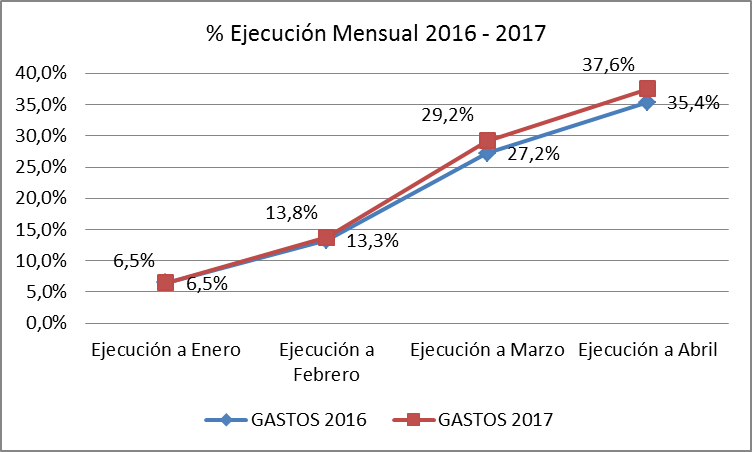 % Ejecución Mensual 2016 - 2017
40,0%
35,0%
30,0%
25,0%
20,0%
15,0%
10,0%
5,0%
0,0%
6,5%
6,5%
13,8%
13,3%
29,2%
27,2%
37,6%
35,4%
Ejecución a Enero
Ejecución a
Febrero
Ejecución a Marzo
Ejecución a Abril
GASTOS 2016
GASTOS 2017